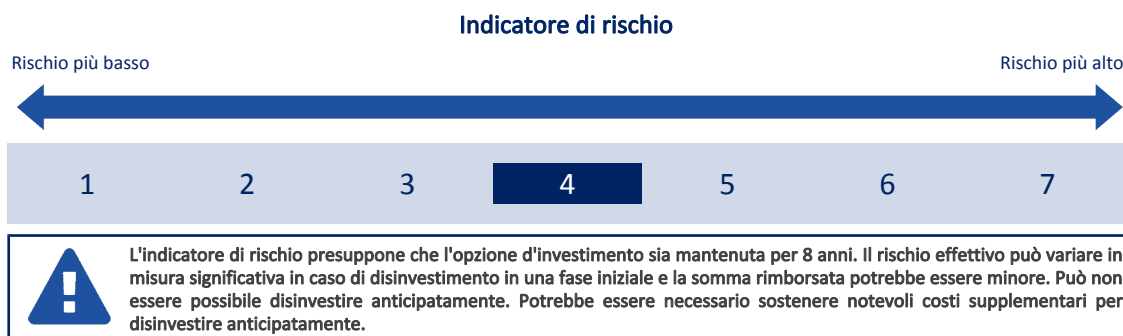 Indicatore di rischio
Rischio più basso
Rischio più alto
1 2 3 4 5 6 7
L'indicatore di rischio presuppone che l'opzione d'investimento sia mantenuta per 8 anni. Il rischio effettivo può variare in
misura significativa in caso di disinvestimento in una fase iniziale e la somma rimborsata potrebbe essere minore. Può non
essere possibile disinvestire anticipatamente. Potrebbe essere necessario sostenere notevoli costi supplementari per
disinvestire anticipatamente.